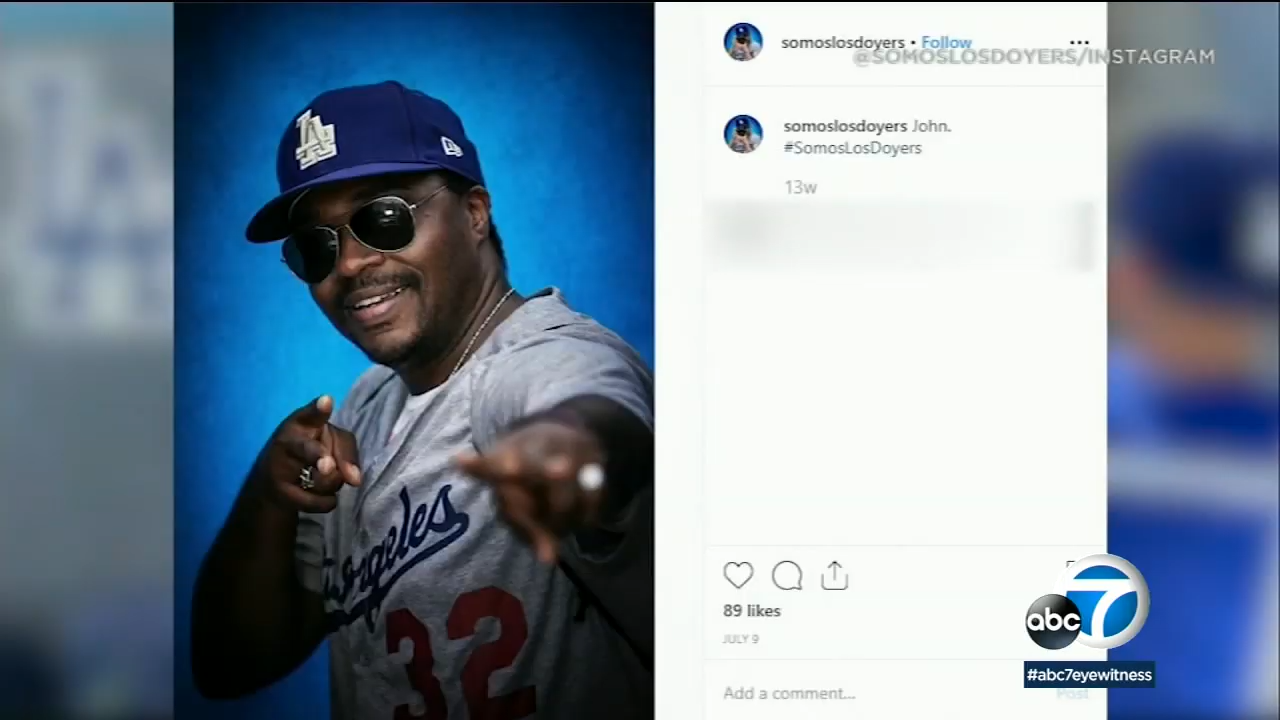 somoslosdoyers • Follow
@SOMOSLOSDOYERS/INSTAGRAM
somoslosdoyers John.
#SomosLosDoyers
13w
LA
Angeles
32
89 likes
JULY 9
Add a comment...
Post
abc 7
#abc7eyewitness